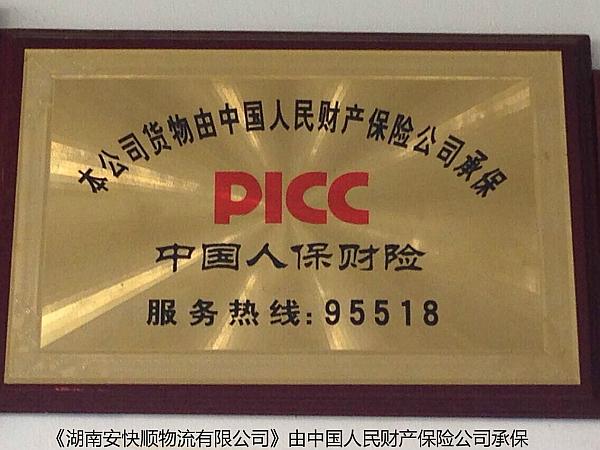 本公司货物由中国人民财产保险公司承保
PICC
中国人保财险
服务热线:95518
《湖南安快顺物流有限公司》由中国人民财产保险公司承保